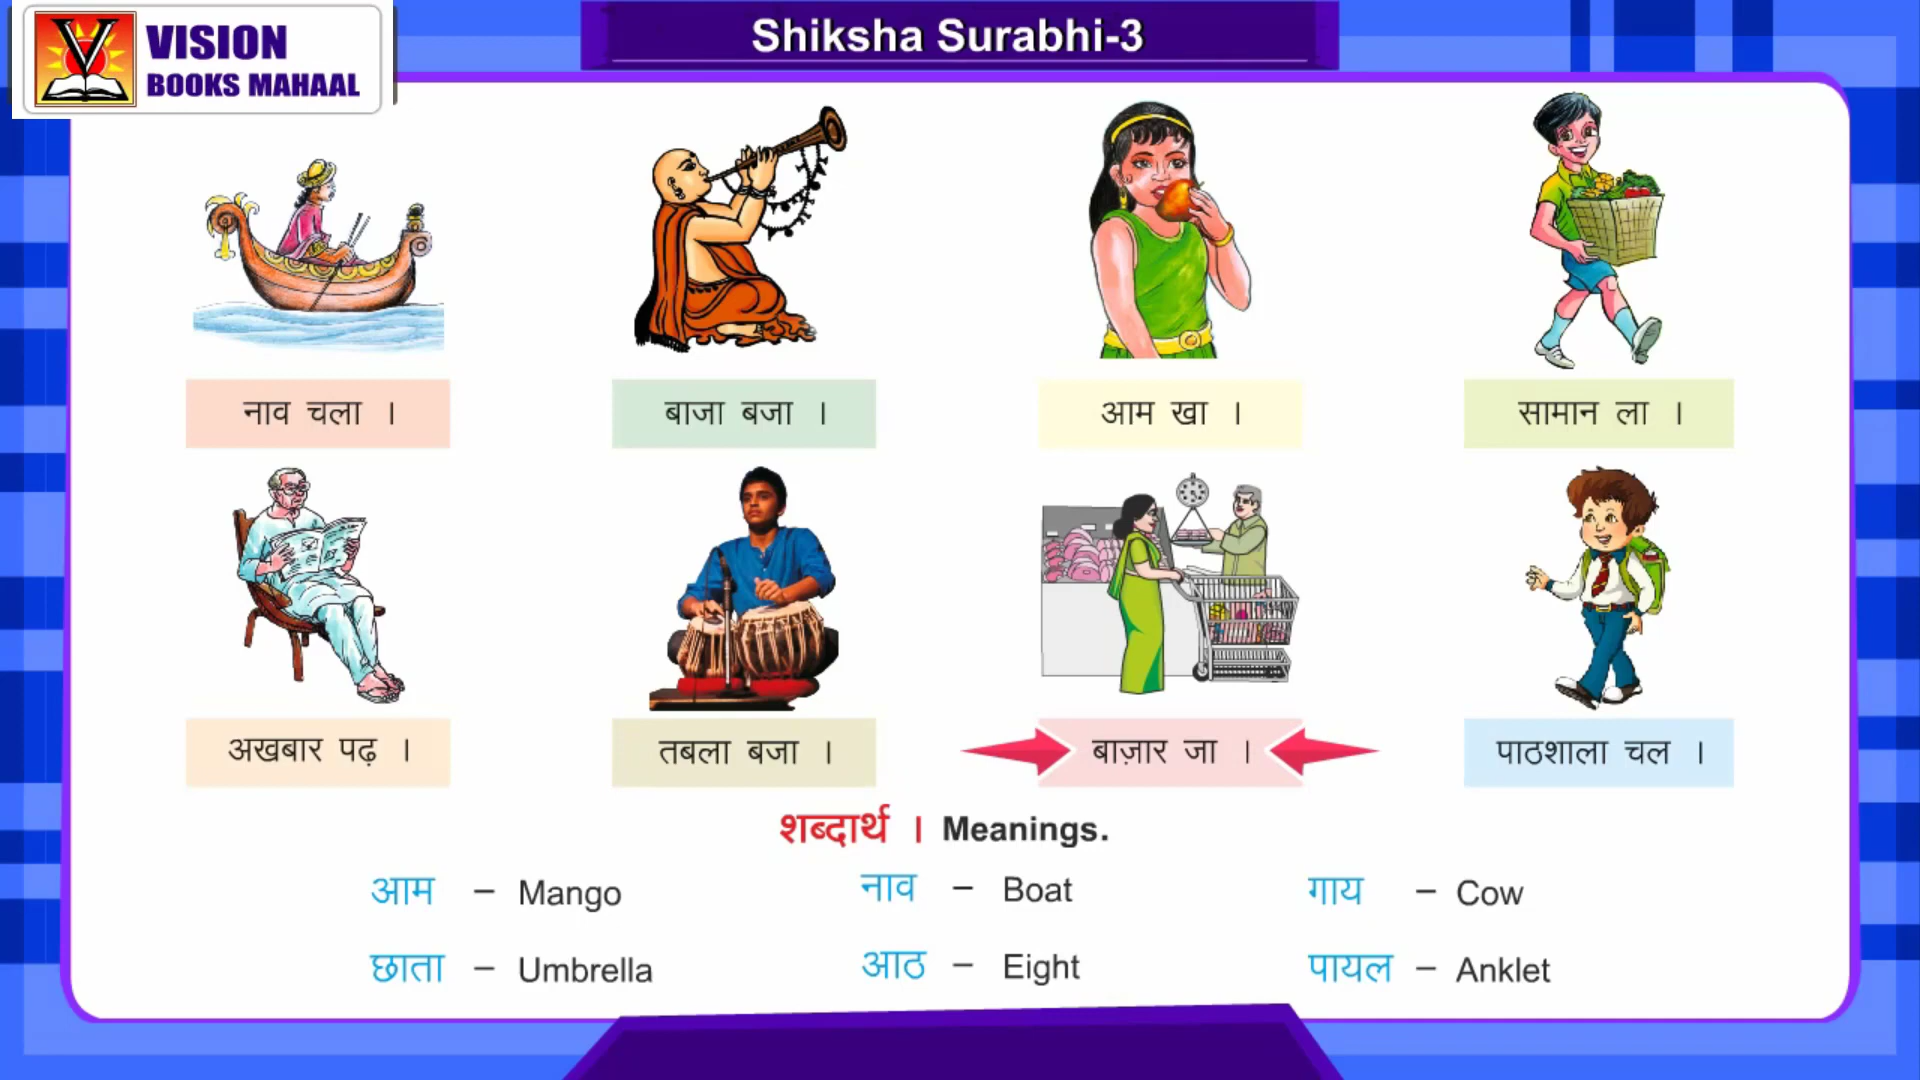 VISION
BOOKS MAHAAL
Shiksha Surabhi-3
नाव चला ।
बाजा बजा ।
आम खा ।
सामान ला ।
अखबार पढ़ ।
तबला बजा ।
बाज़ार जा ।
पाठशाला चल ।
शब्दार्थ । Meanings.
आम – Mango
नाव – Boat
गाय – Cow
छाता – Umbrella
आठ – Eight
पायल – Anklet